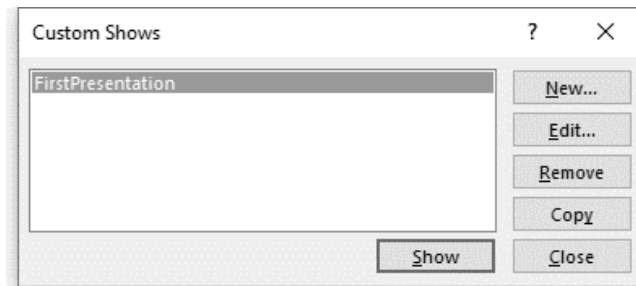 Custom Shows ? X
FirstPresentation
New...
Edit...
Remove
Copy
Show
Close